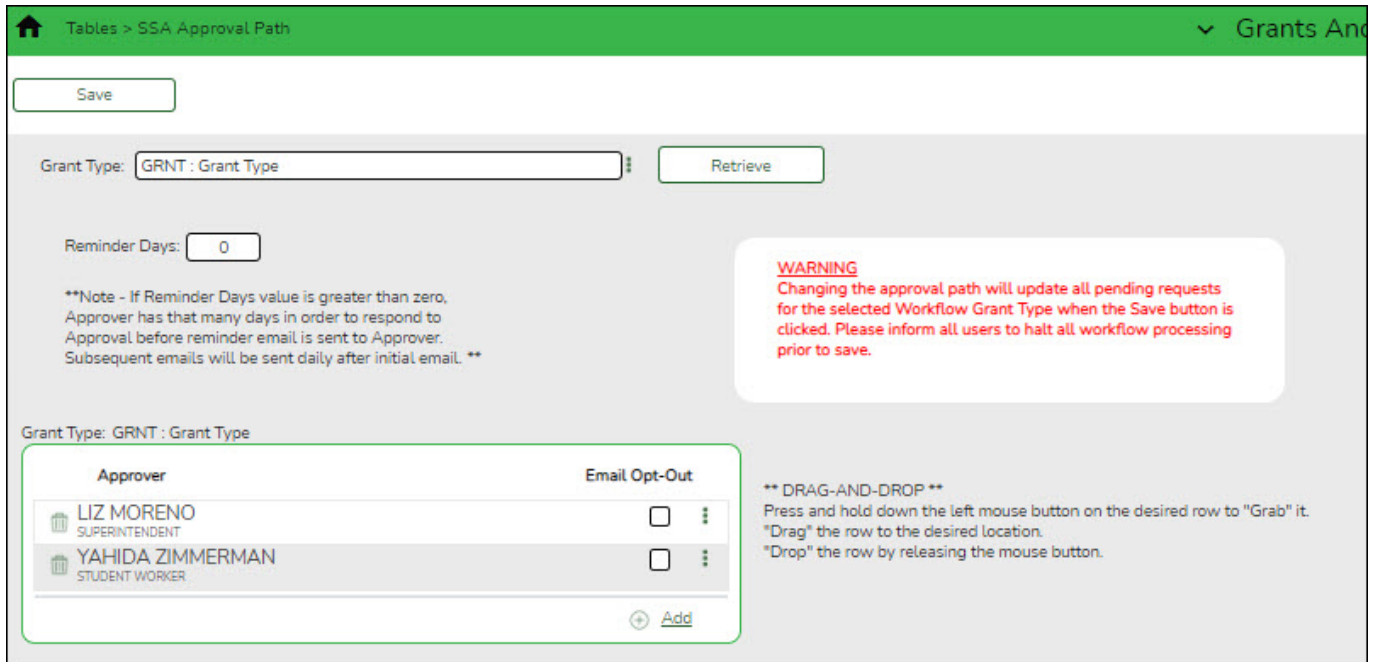 Tables > SSA Approval Path
Grants And
Save
Grant Type: GRNT : Grant Type
Retrieve
Reminder Days: 0
**Note - If Reminder Days value is greater than zero,
Approver has that many days in order to respond to
Approval before reminder email is sent to Approver.
Subsequent emails will be sent daily after initial email. **
WARNING
Changing the approval path will update all pending requests
for the selected Workflow Grant Type when the Save button is
clicked. Please inform all users to halt all workflow processing
prior to save.
Grant Type: GRNT : Grant Type
Approver Email Opt-Out
LIZ MORENO
SUPERINTENDENT
YAHIDA ZIMMERMAN
STUDENT WORKER
Add
** DRAG-AND-DROP **
Press and hold down the left mouse button on the desired row to "Grab" it.
"Drag" the row to the desired location.
"Drop" the row by releasing the mouse button.